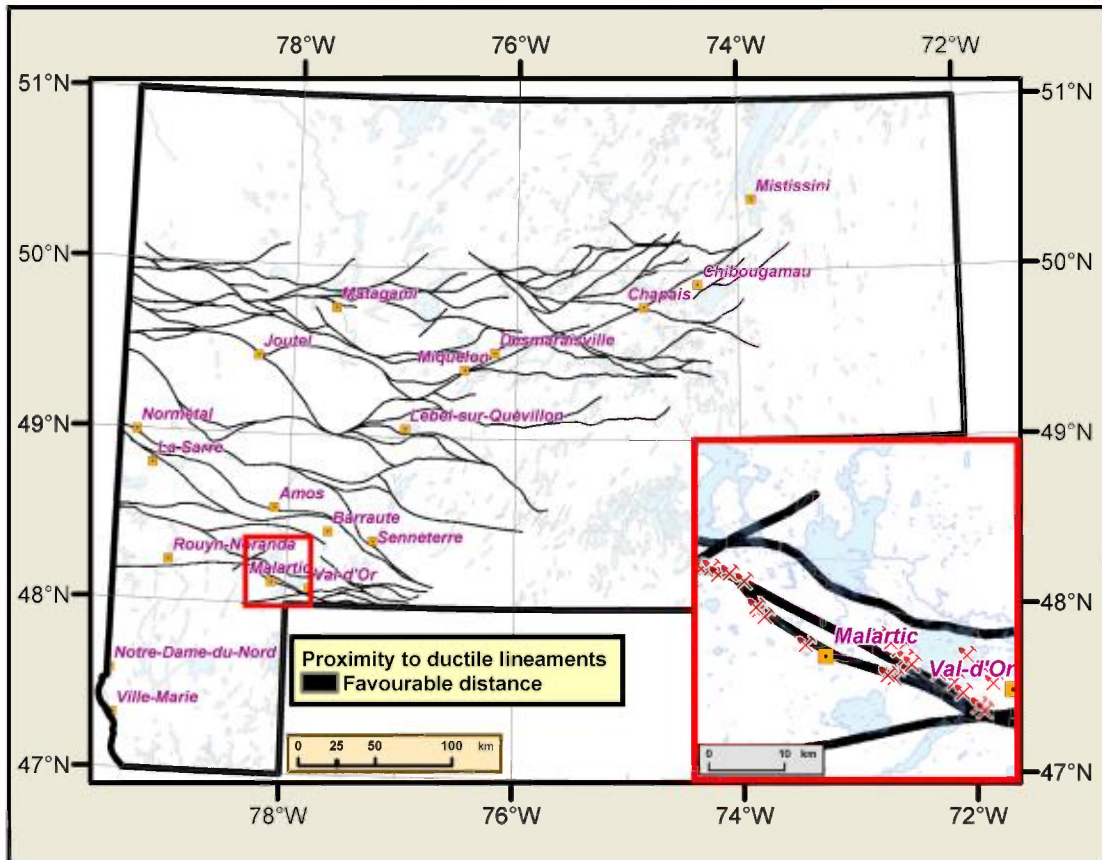 78°W 76°W 74°W 72°W
51°N 51°N
Mistissini
50°N 50°N
Chibougamau
Matagami Chapais
Joutel Desmaraisville
Miquelon
Normétal Lebel-sur-Quévillon
49°N 49°N
La-Sarre
Amos
Barraute
Rouyn-Noranda Senneterre
Malartic Val-d'Or
48°N 48°N
Malartic
Notre-Dame-du-Nord Val-d'Or
Proximity to ductile lineaments
Favourable distance
Ville-Marie
0 25 50 100 km
0 10 km
47°N 47°N
78°W 76°W 74°W 72°W